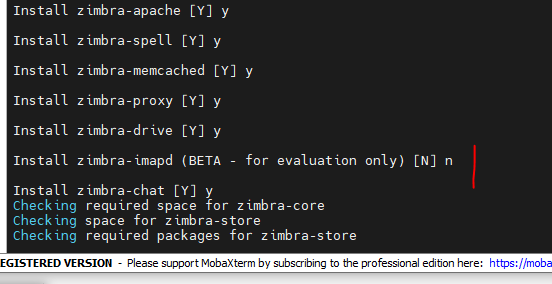 Install zimbra-apache [Y] y
Install zimbra-spell [Y] y
Install zimbra-memcached [Y] y
Install zimbra-proxy [Y] y
Install zimbra-drive [Y] y
Install zimbra-imapd (BETA - for evaluation only) [N] n
Install zimbra-chat [Y] y
Checking required space for zimbra-core
Checking space for zimbra-store
Checking required packages for zimbra-store
EGISTERED VERSION - Please support MobaXterm by subscribing to the professional edition here: https://moba